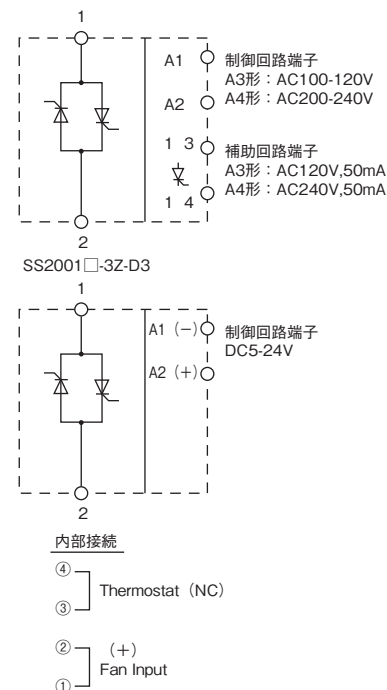 1
A1
制御回路端子
A3形：AC100-120V
A4形：AC200-240V
A2
1 3
補助回路端子
A3形：AC120V,50mA
A4形：AC240V,50mA
1 4
2
SS2001□-3Z-D3
1
A1（−）
制御回路端子
DC5-24V
A2（+）
2
内部接続
④
Thermostat（NC）
③
②
（+）
Fan Input
①